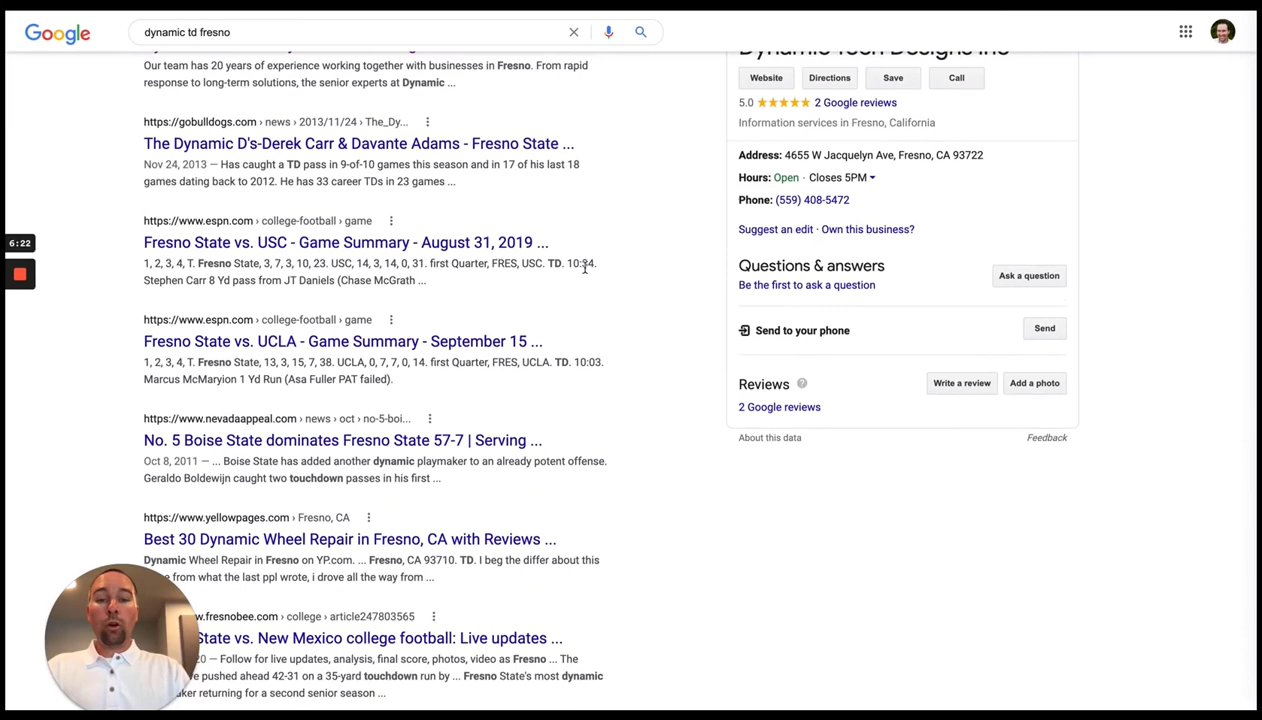 Google
dynamic td fresno
Our team has 20 years of experience working together with businesses in Fresno. From rapid
response to long-term solutions, the senior experts at Dynamic ...
https://gobulldogs.com › news › 2013/11/24 › The_Dy...
The Dynamic D's-Derek Carr & Davante Adams - Fresno State ...
Nov 24, 2013 — Has caught a TD pass in 9-of-10 games this season and in 17 of his last 18
games dating back to 2012. He has 33 career TDs in 23 games ...
https://www.espn.com › college-football › game
Fresno State vs. USC - Game Summary - August 31, 2019 ...
1, 2, 3, 4, T. Fresno State, 3, 7, 3, 10, 23. USC, 14, 3, 14, 0, 31. first Quarter, FRES, USC. TD. 10:34.
Stephen Carr 8 Yd pass from JT Daniels (Chase McGrath ...
https://www.espn.com › college-football › game
Fresno State vs. UCLA - Game Summary - September 15 ...
1, 2, 3, 4, T. Fresno State, 13, 3, 15, 7, 38. UCLA, 0, 7, 7, 0, 14. first Quarter, FRES, UCLA. TD. 10:03.
Marcus McMaryion 1 Yd Run (Asa Fuller PAT failed).
https://www.nevadaappeal.com › news › oct › no-5-boi...
No. 5 Boise State dominates Fresno State 57-7 | Serving ...
Oct 8, 2011 — ... Boise State has added another dynamic playmaker to an already potent offense.
Geraldo Boldewijn caught two touchdown passes in his first ...
https://www.yellowpages.com › Fresno, CA
Best 30 Dynamic Wheel Repair in Fresno, CA with Reviews ...
Dynamic Wheel Repair in Fresno on YP.com. ... Fresno, CA 93710. TD. I beg the differ about this
from what the last ppl wrote, i drove all the way from ...
w.fresnobee.com › college › article247803565
State vs. New Mexico college football: Live updates ...
20 — Follow for live updates, analysis, final score, photos, video as Fresno ... The
pushed ahead 42-31 on a 35-yard touchdown run by ... Fresno State's most dynamic
aker returning for a second senior season ...
6:22
Dynamic Tech Designs Inc
Website
Directions
Save
Call
5.0 2 Google reviews
Information services in Fresno, California
Address: 4655 W Jacquelyn Ave, Fresno, CA 93722
Hours: Open · Closes 5PM
Phone: (559) 408-5472
Suggest an edit · Own this business?
Questions & answers
Be the first to ask a question
Ask a question
Send to your phone
Send
Reviews
Write a review
Add a photo
2 Google reviews
About this data
Feedback